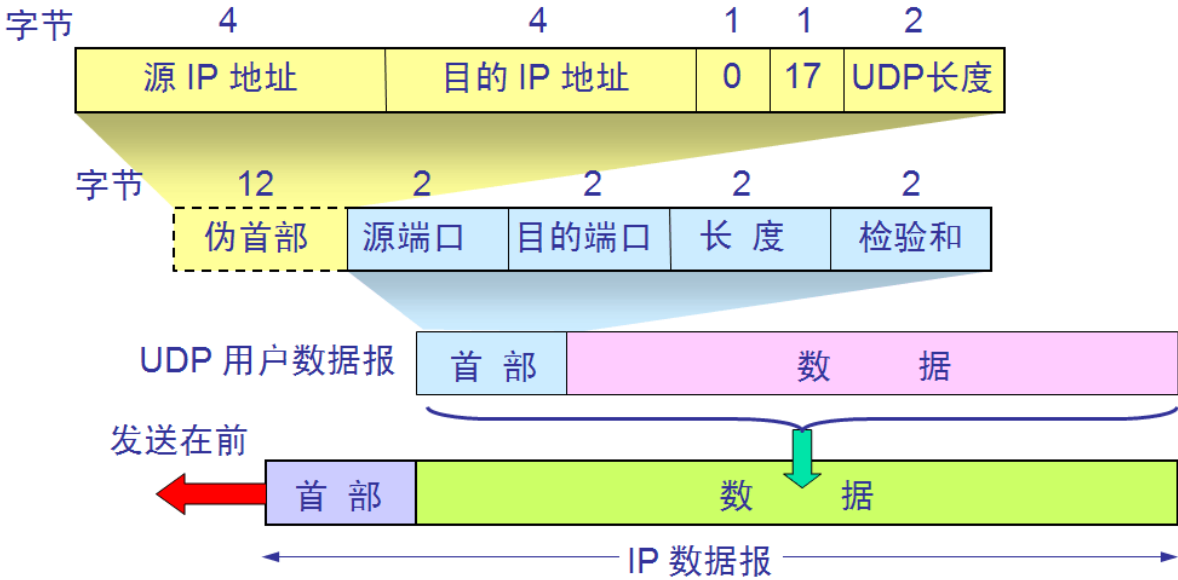 字节 4 4 1 1 2
源 IP 地址 目的 IP 地址 0 17 UDP长度
字节 12 2 2 2 2
伪首部 源端口 目的端口 长 度 检验和
UDP 用户数据报 首 部 数 据
发送在前
首 部 数 据
IP 数据报